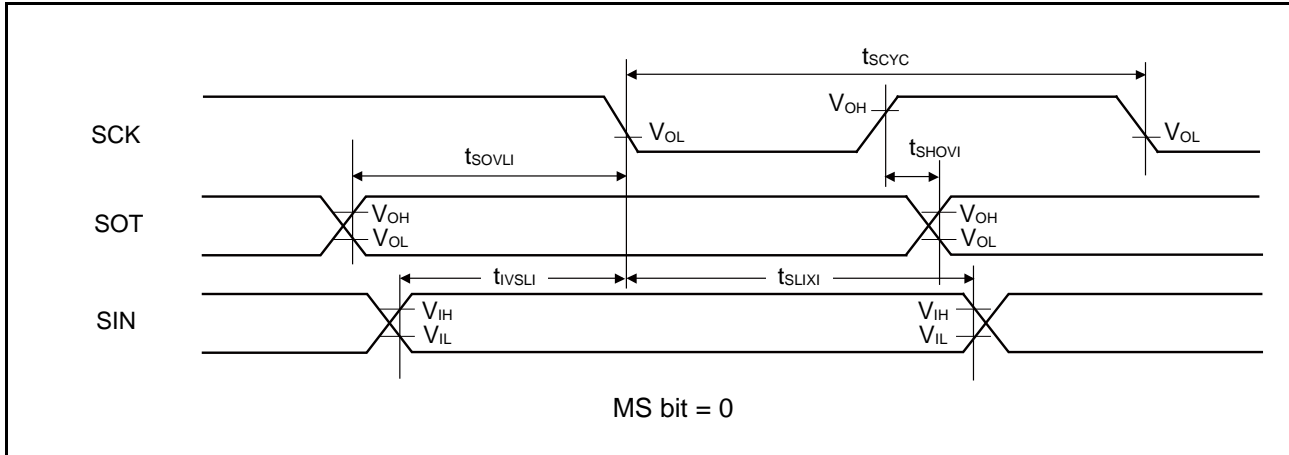 tSCYC
SCK
VOH
VOL
VOL
tSHOVI
tSOVLI
SOT
VOH
VOL
VOH
VOL
tIVSLI
tSLIXI
SIN
VIH
VIL
VIH
VIL
MS bit = 0